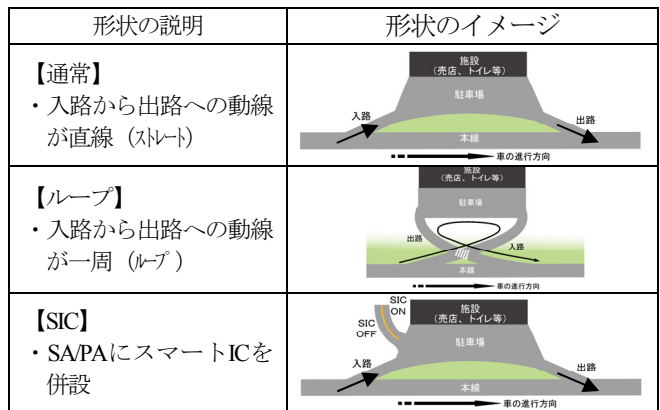 形状の説明
形状のイメージ
【通常】
・入路から出路への動線
が直線（ｽﾄﾚｰﾄ）
施設
（売店、トイレ等）
駐車場
入路
出路
本線
車の進行方向
【ループ】
・入路から出路への動線
が一周（ﾙｰﾌﾟ）
施設
（売店、トイレ等）
駐車場
出路
入路
本線
車の進行方向
【SIC】
・SA/PAにスマートICを
併設
SIC
ON
SIC
OFF
施設
（売店、トイレ等）
駐車場
入路
出路
本線
車の進行方向